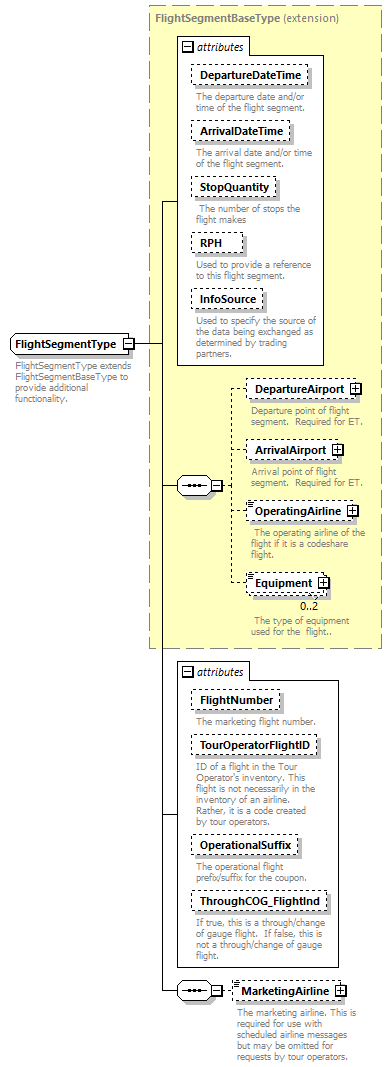 FlightSegmentBaseType (extension)
attributes
DepartureDateTime
The departure date and/or
time of the flight segment.
ArrivalDateTime
The arrival date and/or time
of the flight segment.
StopQuantity
The number of stops the
flight makes
RPH
Used to provide a reference
to this flight segment.
InfoSource
Used to specify the source of
the data being exchanged as
determined by trading
partners.
FlightSegmentType
FlightSegmentType extends
FlightSegmentBaseType to
provide additional
functionality.
DepartureAirport
Departure point of flight
segment.  Required for ET.
ArrivalAirport
Arrival point of flight
segment.  Required for ET.
OperatingAirline
The operating airline of the
flight if it is a codeshare
flight.
Equipment
0..2
The type of equipment
used for the  flight..
attributes
FlightNumber
The marketing flight number.
TourOperatorFlightID
ID of a flight in the Tour
Operator's inventory. This
flight is not necessarily in the
inventory of an airline.
Rather, it is a code created
by tour operators.
OperationalSuffix
The operational flight
prefix/suffix for the coupon.
ThroughCOG_FlightInd
If true, this is a through/change
of gauge flight.  If false, this is
not a through/change of gauge
flight.
MarketingAirline
The marketing airline. This is
required for use with
scheduled airline messages
but may be omitted for
requests by tour operators.